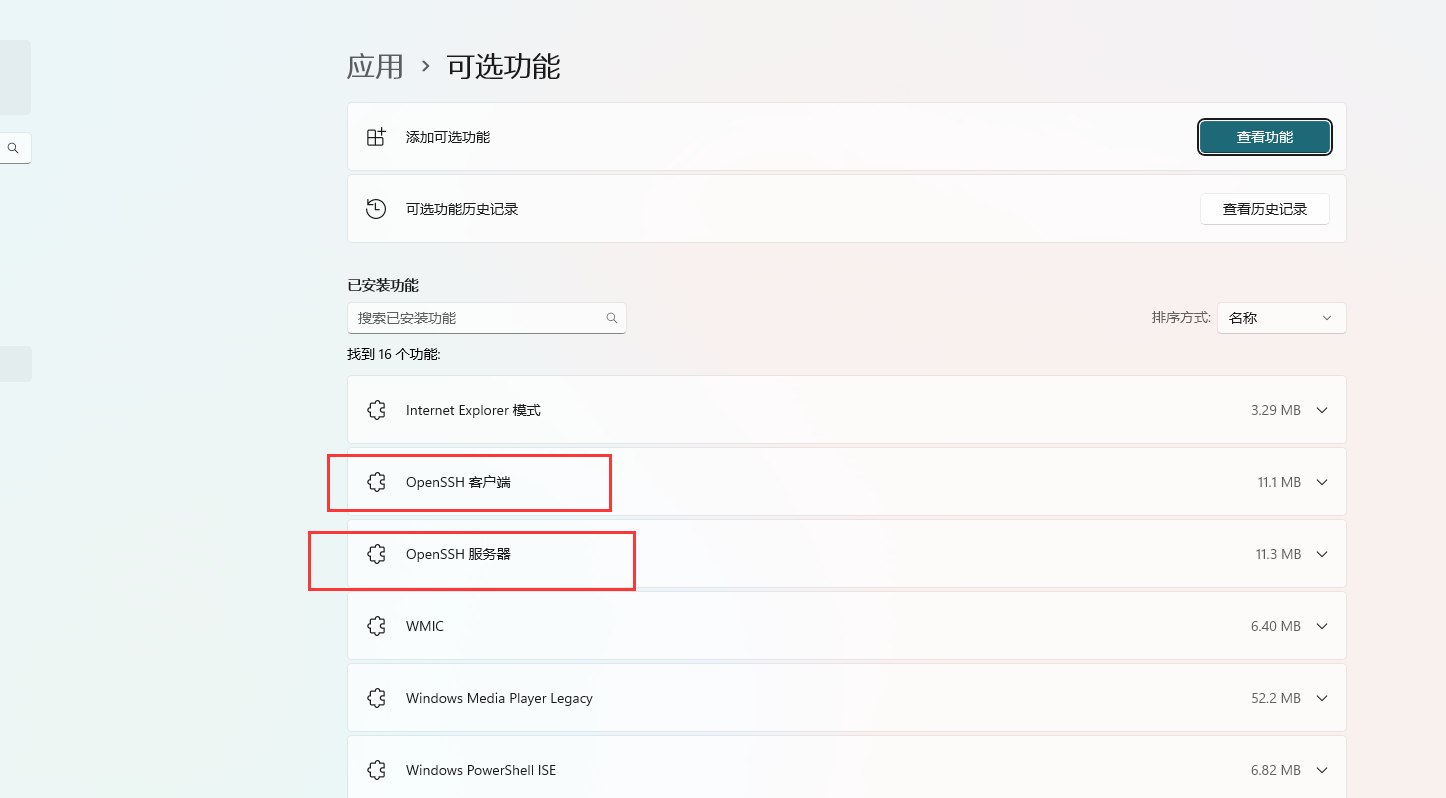 应用 › 可选功能
添加可选功能 查看功能
可选功能历史记录 查看历史记录
已安装功能
搜索已安装功能 排序方式: 名称
找到 16 个功能:
Internet Explorer 模式 3.29 MB
OpenSSH 客户端 11.1 MB
OpenSSH 服务器 11.3 MB
WMIC 6.40 MB
Windows Media Player Legacy 52.2 MB
Windows PowerShell ISE 6.82 MB